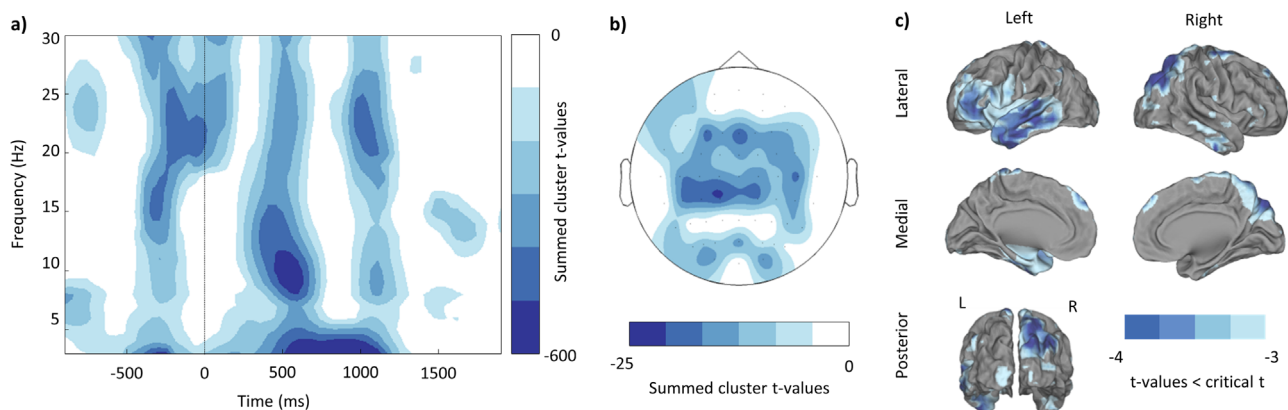 a)
30
25
20
15
10
5
Frequency (Hz)
-500
0
500
1000
1500
Time (ms)
0
-600
Summed cluster t-values
b)
-25
0
Summed cluster t-values
c)
Left
Right
Lateral
Medial
Posterior
L
R
-4
-3
t-values < critical t